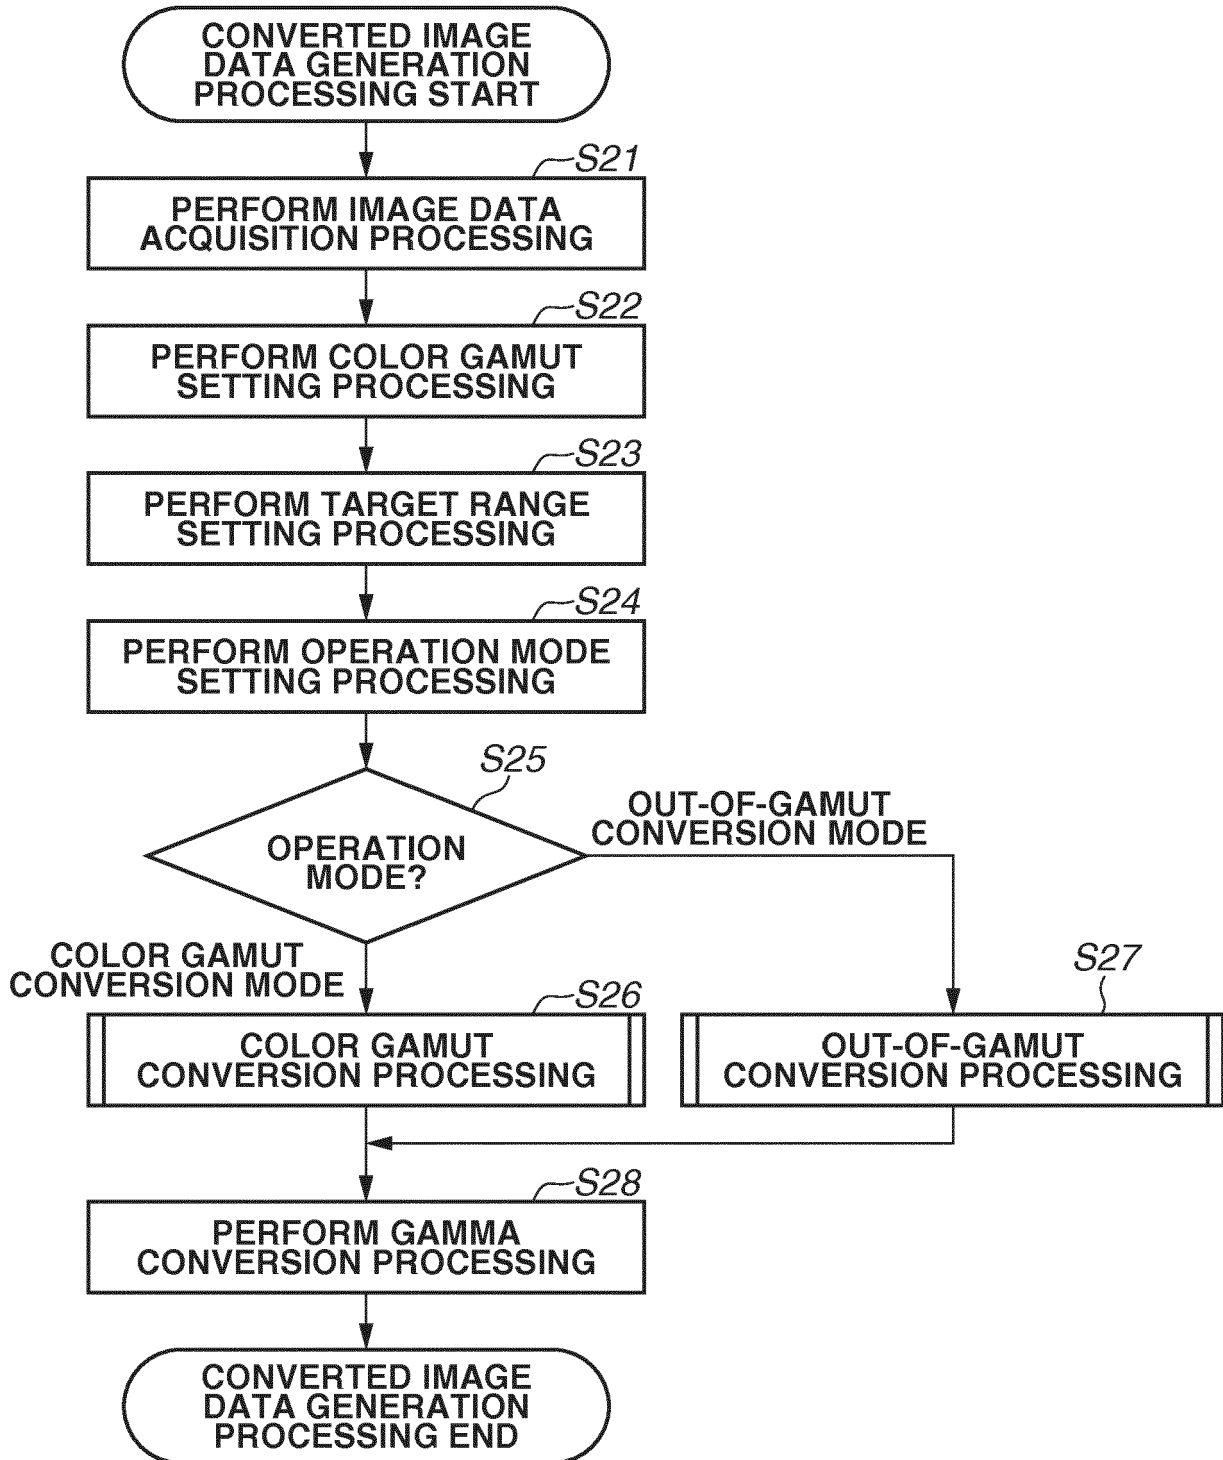 CONVERTED IMAGE
DATA GENERATION
PROCESSING START
S21
PERFORM IMAGE DATA
ACQUISITION PROCESSING
S22
PERFORM COLOR GAMUT
SETTING PROCESSING
S23
PERFORM TARGET RANGE
SETTING PROCESSING
S24
PERFORM OPERATION MODE
SETTING PROCESSING
S25
OPERATION
MODE?
OUT-OF-GAMUT
CONVERSION MODE
COLOR GAMUT
CONVERSION MODE
S26
COLOR GAMUT
CONVERSION PROCESSING
S27
OUT-OF-GAMUT
CONVERSION PROCESSING
S28
PERFORM GAMMA
CONVERSION PROCESSING
CONVERTED IMAGE
DATA GENERATION
PROCESSING END